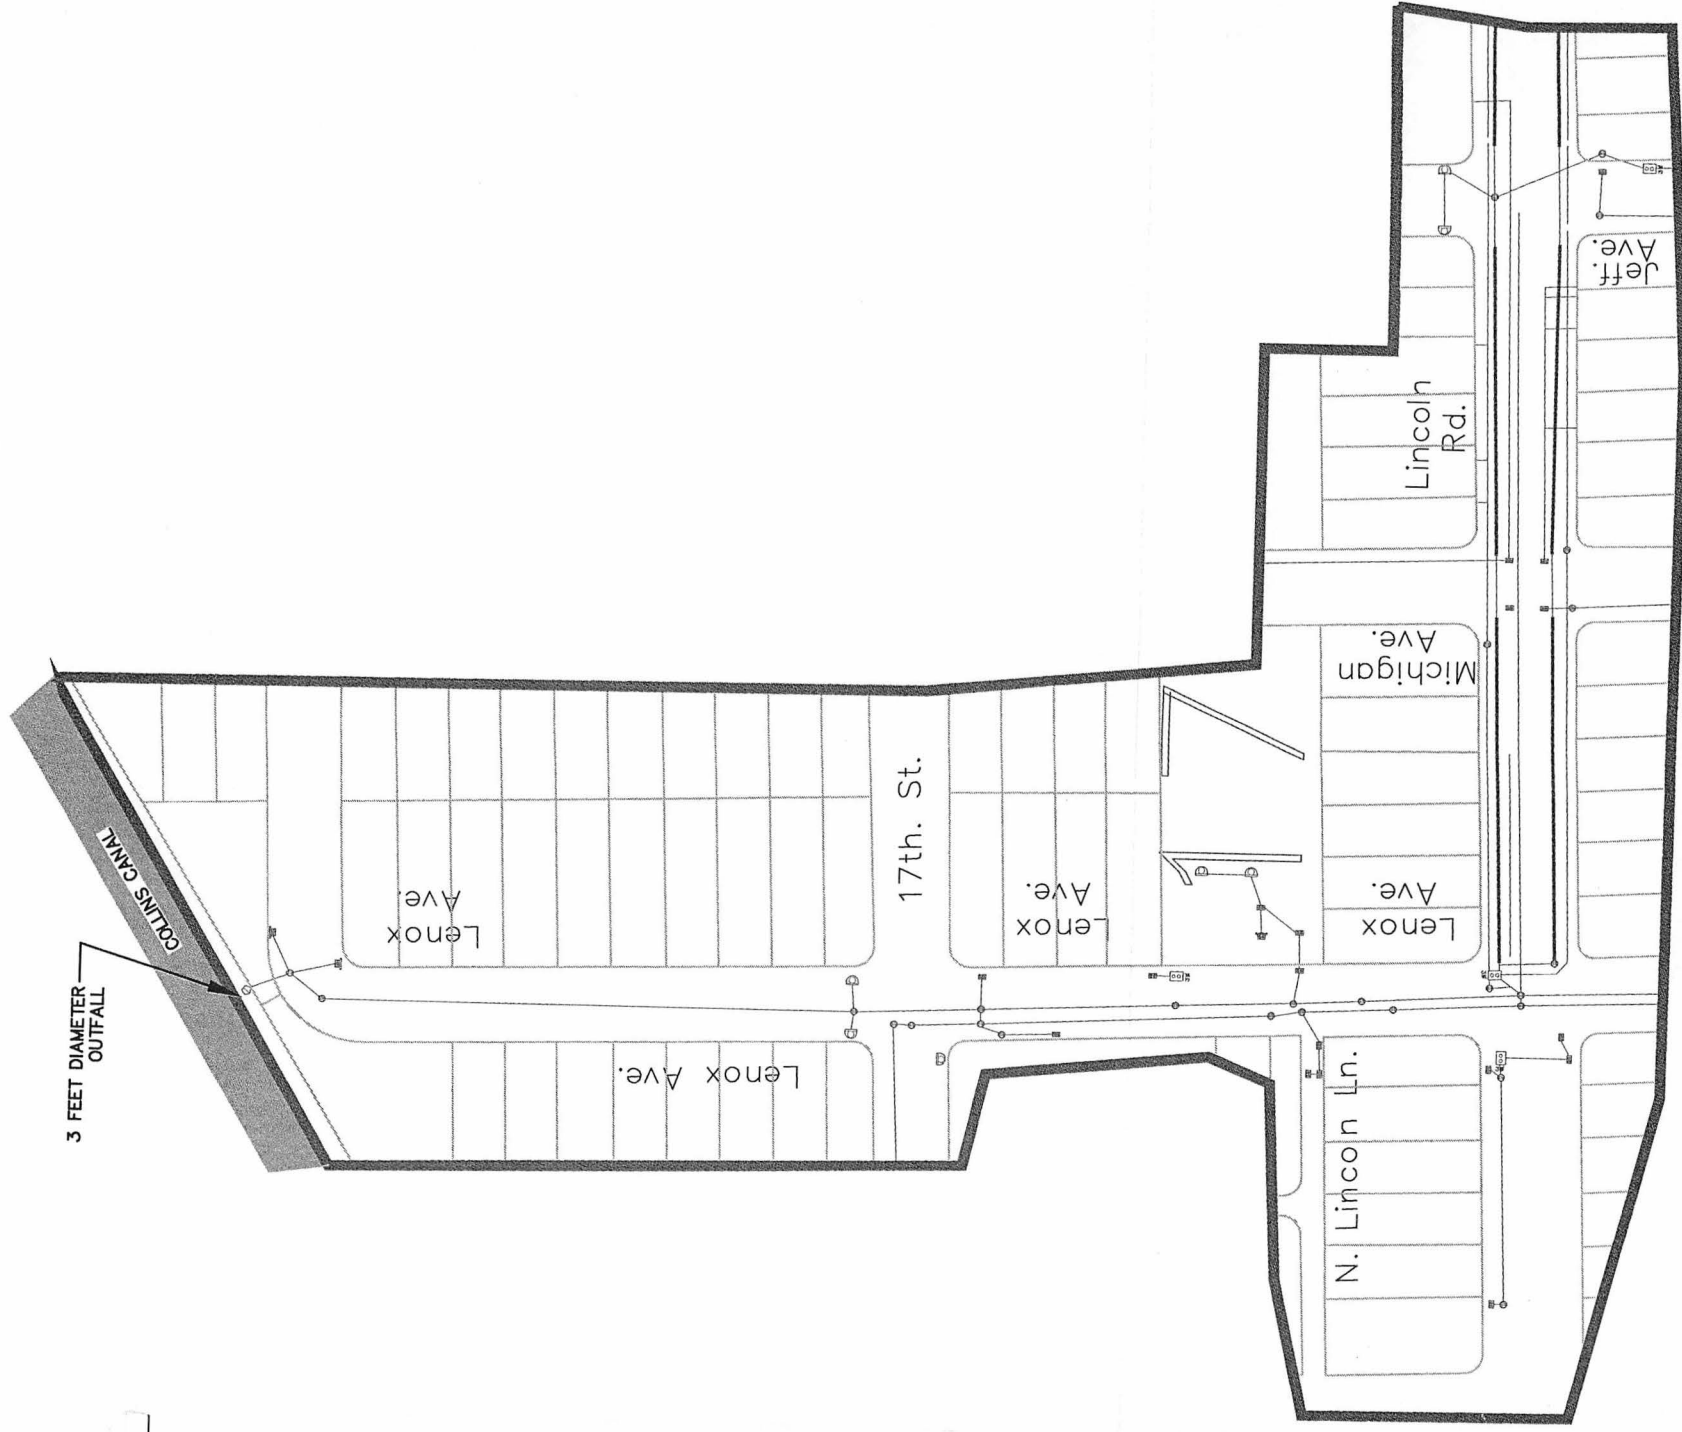 3 FEET DIAMETER
OUTFALL
COLLINS CANAL
Lenox
Ave.
Lenox Ave.
17th. St.
Lenox
Ave.
Lenox
Ave.
Michigan
Ave.
Lincoln
Rd.
Jeff.
Ave.
N. Lincon Ln.